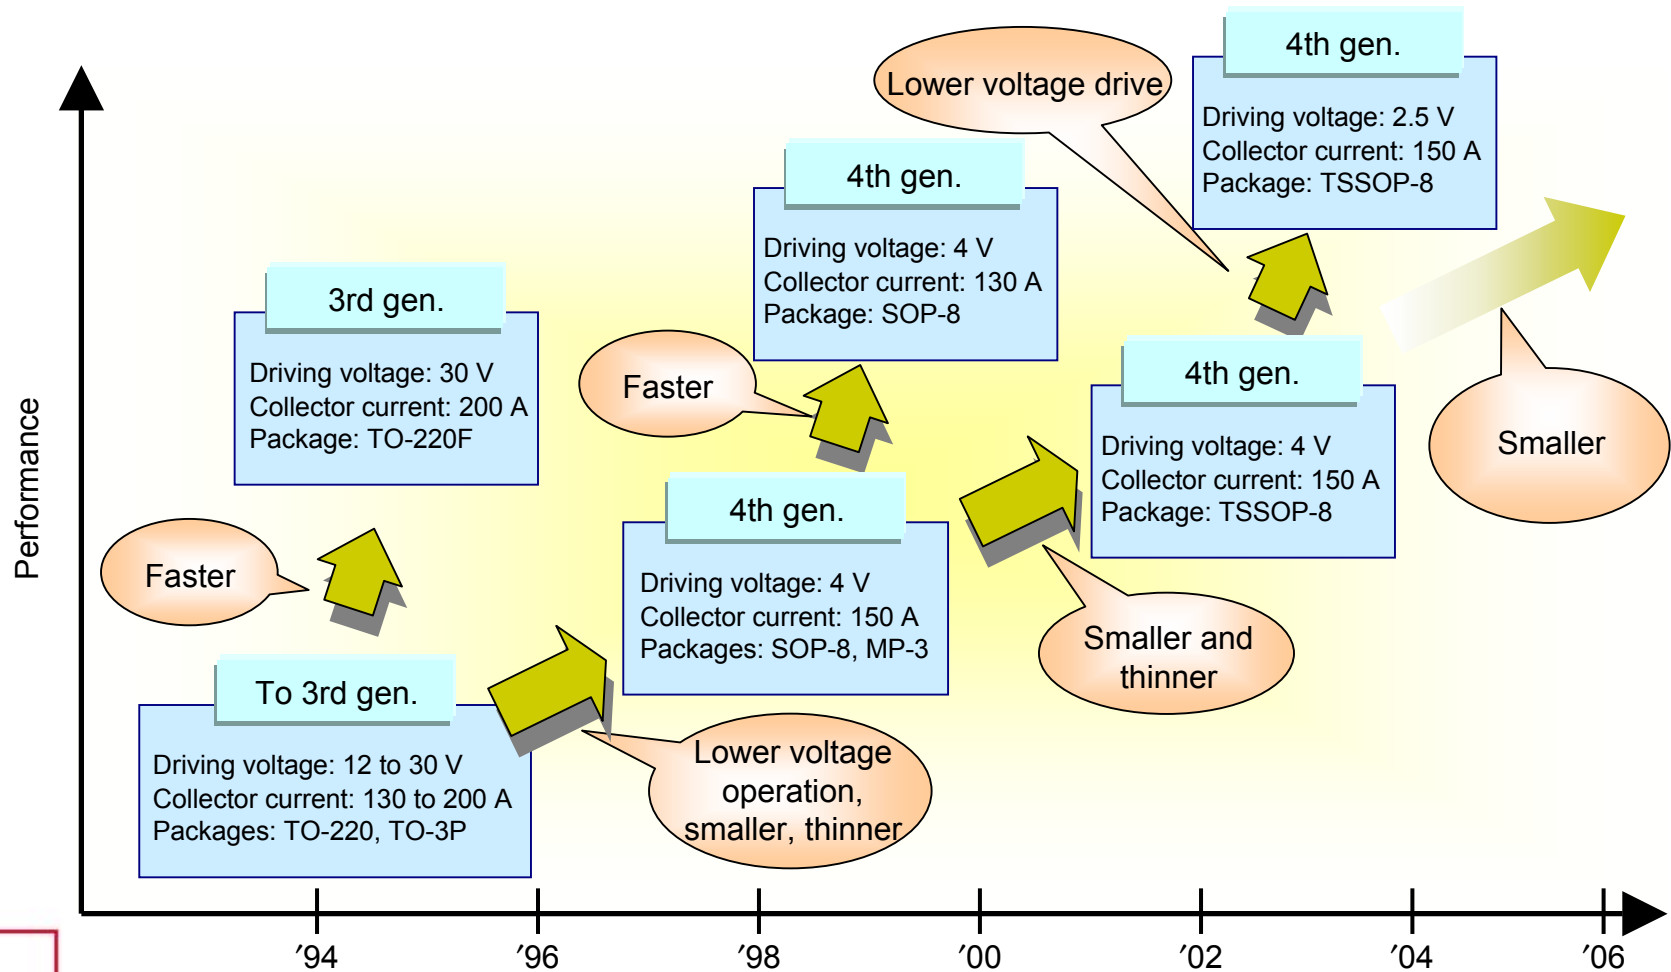 4th gen.
Driving voltage: 2.5 V
Collector current: 150 A
Package: TSSOP-8
Lower voltage drive
4th gen.
Driving voltage: 4 V
Collector current: 130 A
Package: SOP-8
3rd gen.
Driving voltage: 30 V
Collector current: 200 A
Package: TO-220F
Faster
4th gen.
Driving voltage: 4 V
Collector current: 150 A
Package: TSSOP-8
Smaller
Performance
Faster
4th gen.
Driving voltage: 4 V
Collector current: 150 A
Packages: SOP-8, MP-3
Smaller and
thinner
To 3rd gen.
Driving voltage: 12 to 30 V
Collector current: 130 to 200 A
Packages: TO-220, TO-3P
Lower voltage
operation,
smaller, thinner
′94 ′96 ′98 ′00 ′02 ′04 ′06